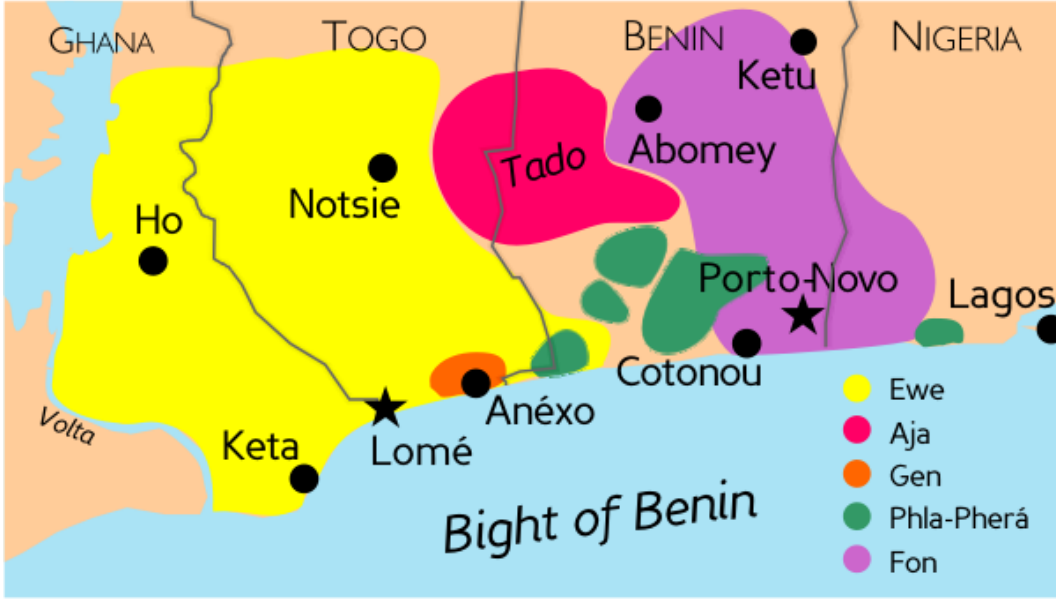 GHANA
TOGO
BENIN
NIGERIA
Ketu
Abomey
Tado
Notsie
Ho
Porto-Novo
Lagos
Cotonou
Anéxo
Volta
Keta
Lomé
Bight of Benin
Ewe
Aja
Gen
Phla-Pherá
Fon